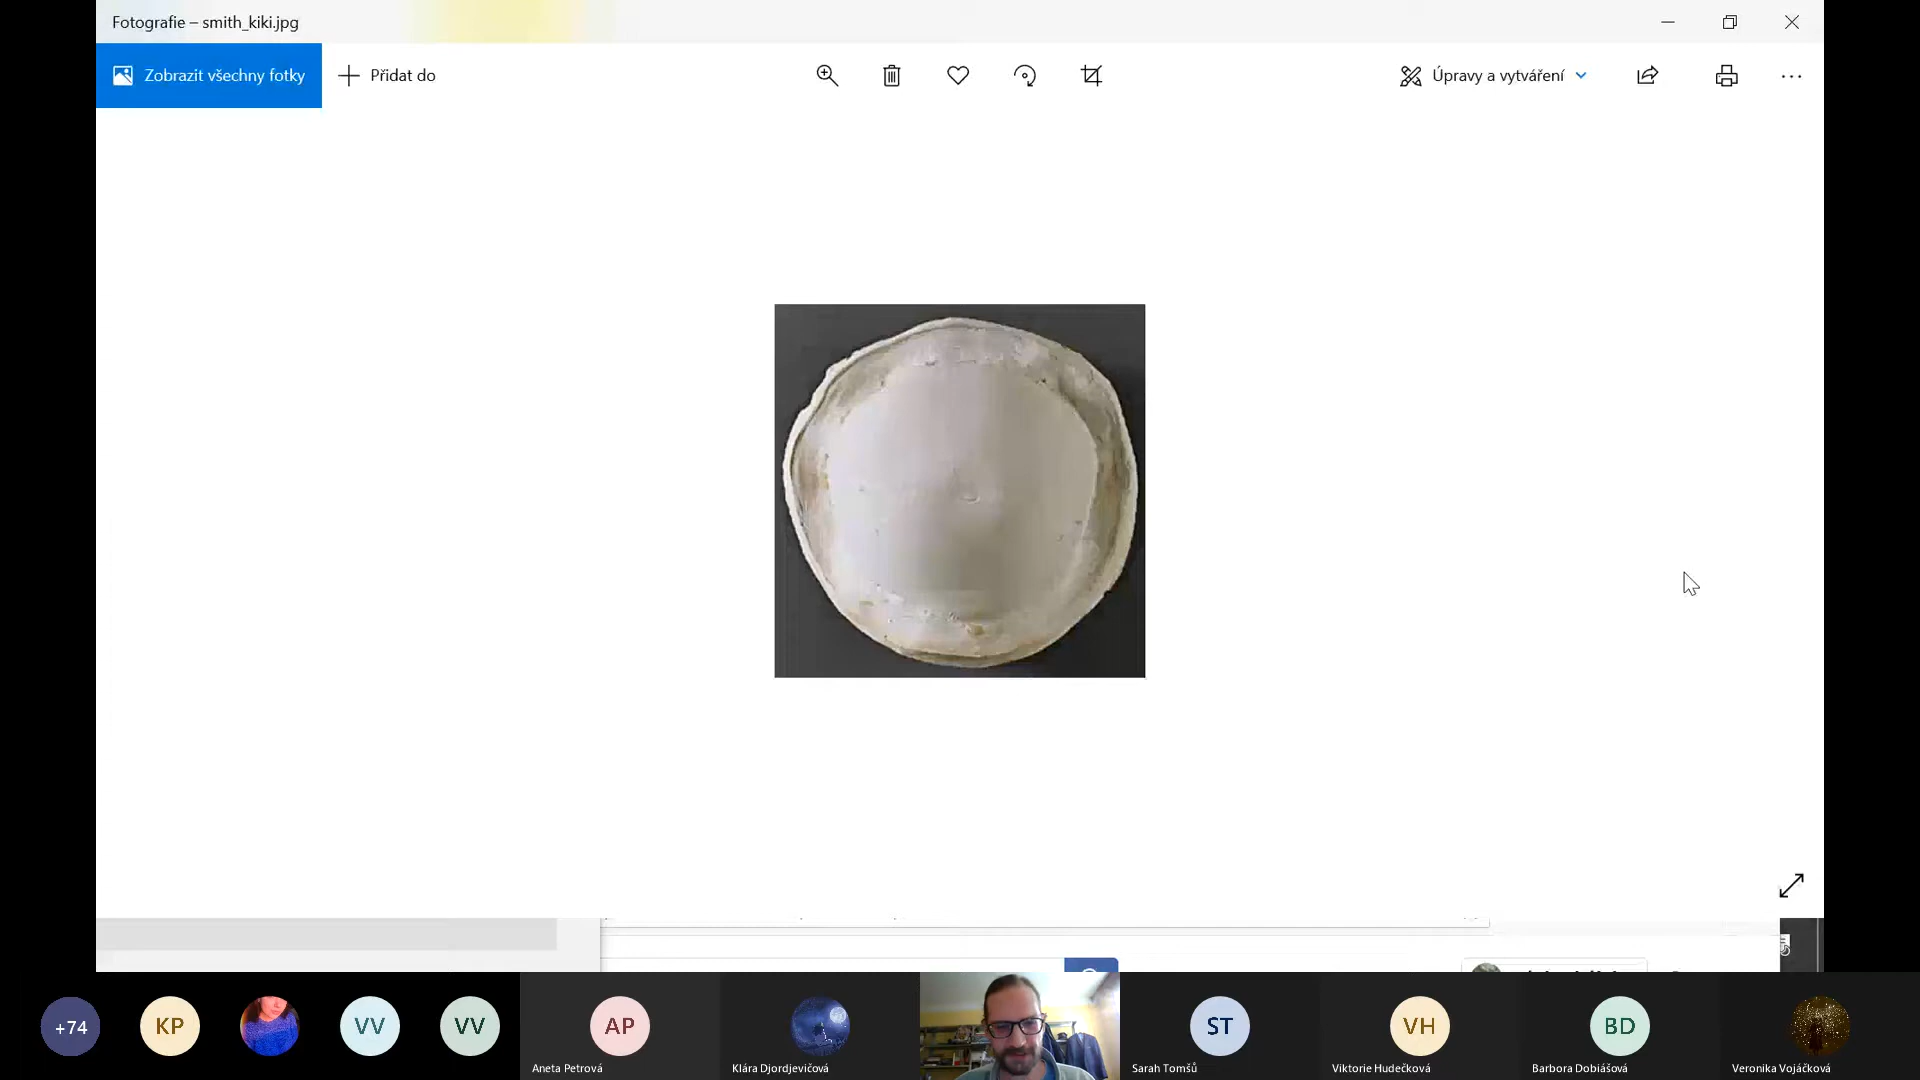 Fotografie – smith_kiki.jpg
Zobrazit všechny fotky
Přidat do
Úpravy a vytváření
+74
KP
VV
VV
AP
ST
VH
BD
Aneta Petrová
Klára Djordjevičová
Sarah Tomšů
Viktorie Hudečková
Barbora Dobiášová
Veronika Vojáčková